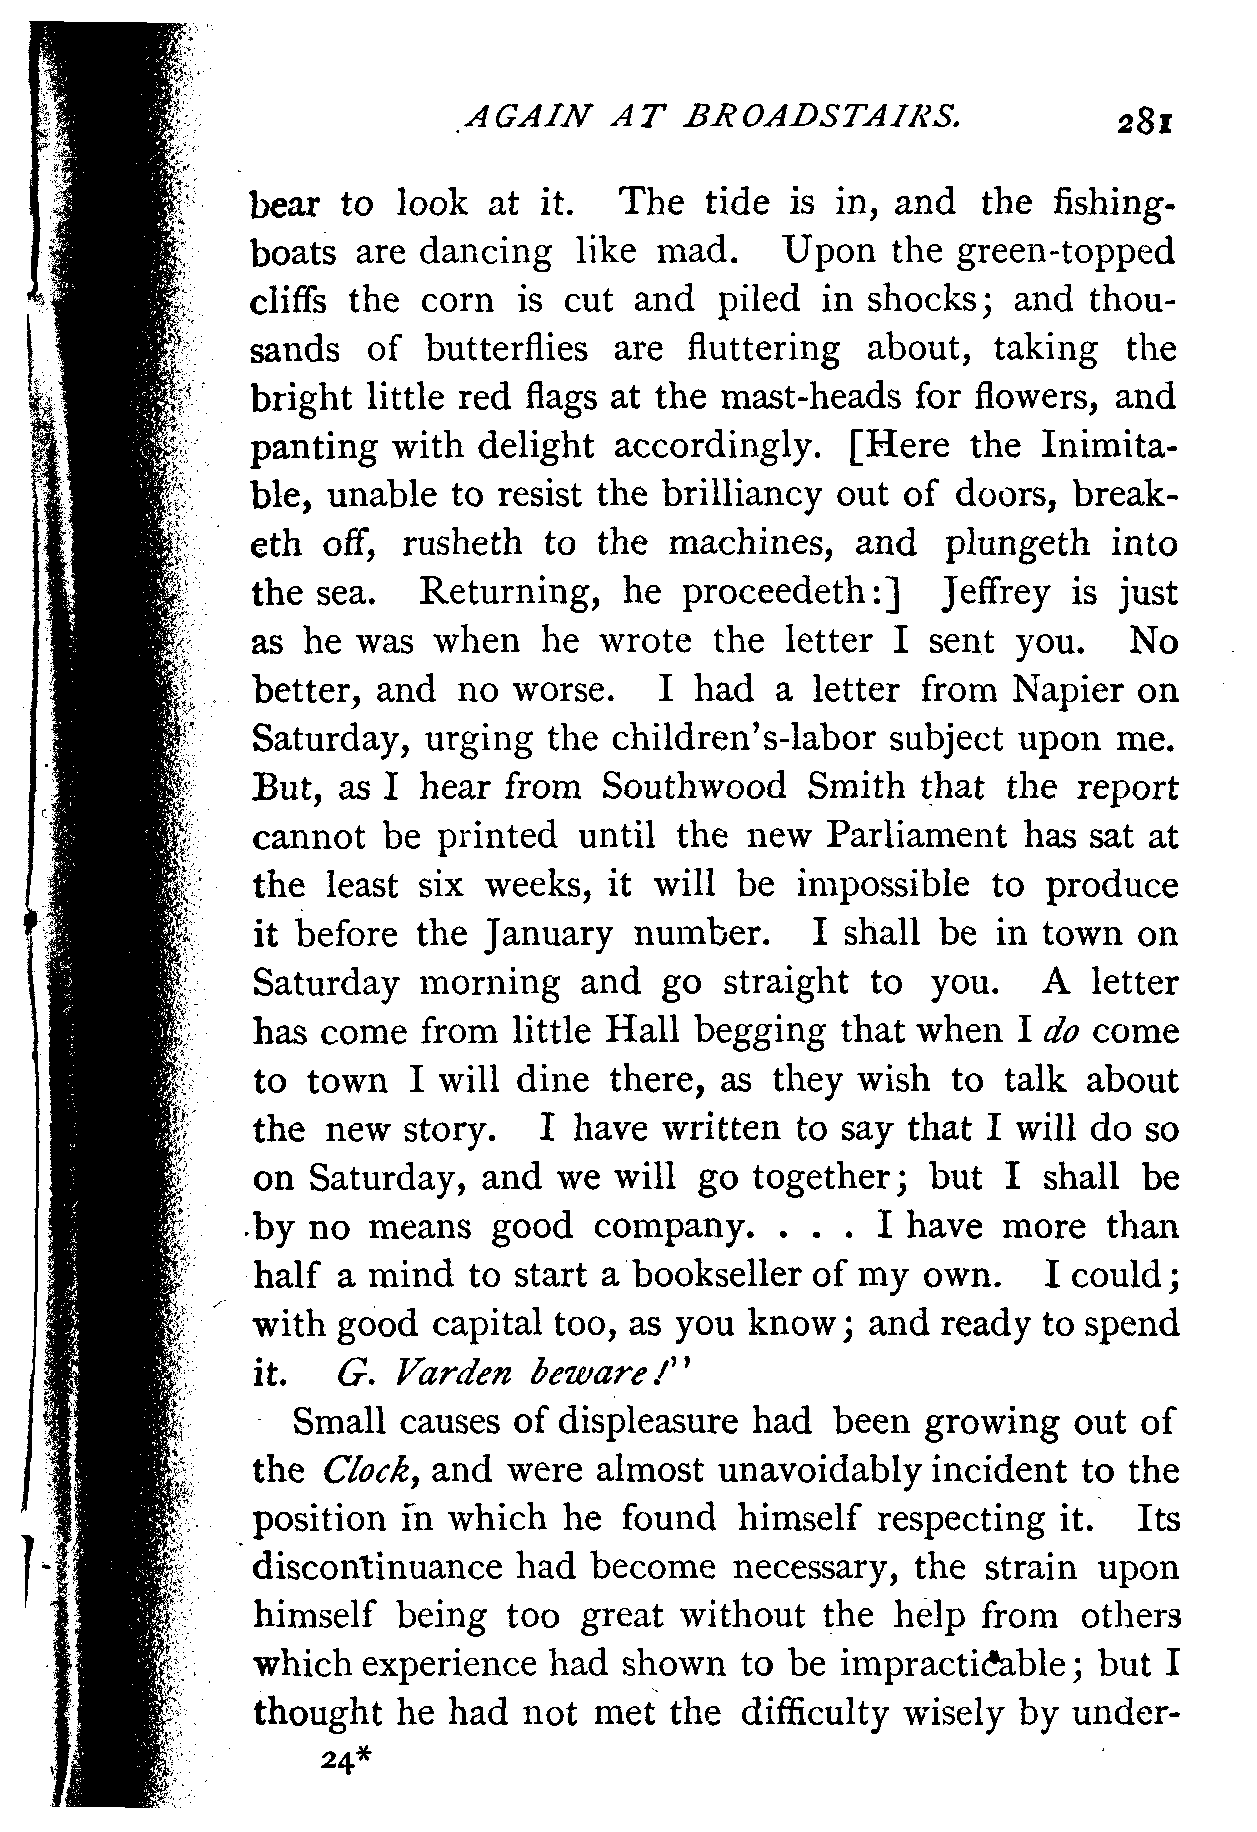 AGAIN AT BROADSTAIRS. 281
bear to look at it. The tide is in, and the fishing-
boats are dancing like mad. Upon the green-topped
cliffs the corn is cut and piled in shocks; and thou-
sands of butterflies are fluttering about, taking the
bright little red flags at the mast-heads for flowers, and
panting with delight accordingly. [Here the Inimita-
ble, unable to resist the brilliancy out of doors, break-
eth off, rusheth to the machines, and plungeth into
the sea. Returning, he proceedeth:] Jeffrey is just
as he was when he wrote the letter I sent you. No
better, and no worse. I had a letter from Napier on
Saturday, urging the children's-labor subject upon me.
But, as I hear from Southwood Smith that the report
cannot be printed until the new Parliament has sat at
the least six weeks, it will be impossible to produce
it before the January number. I shall be in town on
Saturday morning and go straight to you. A letter
has come from little Hall begging that when I do come
to town I will dine there, as they wish to talk about
the new story. I have written to say that I will do so
on Saturday, and we will go together; but I shall be
by no means good company. . . . I have more than
half a mind to start a bookseller of my own. I could;
with good capital too, as you know; and ready to spend
it. G. Varden beware!"
Small causes of displeasure had been growing out of
the Clock, and were almost unavoidably incident to the
position in which he found himself respecting it. Its
discontinuance had become necessary, the strain upon
himself being too great without the help from others
which experience had shown to be impracticable; but I
thought he had not met the difficulty wisely by under-
24*